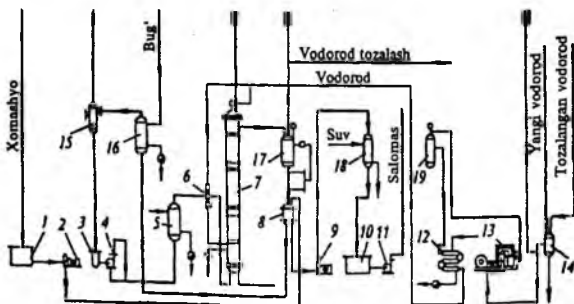 Xomaashyo
Bug'
Vodorod tozalash
Vodorod
Yangi vodorod
Tozalangan vodorod
15
16
Suv
Salomas
17
18
19
6
7
1
2
3
4
5
8
9
10
11
12
13
14